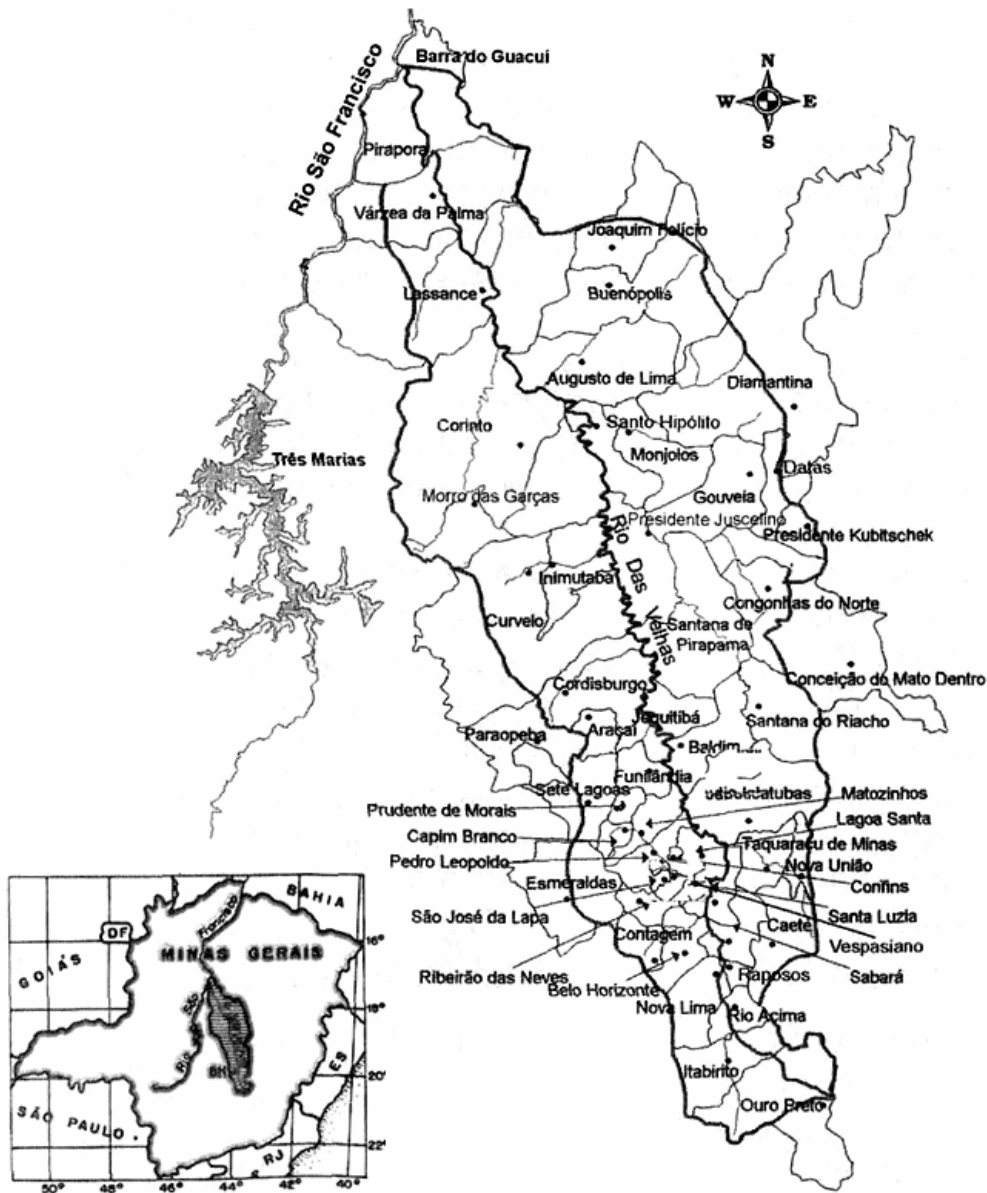 Barra do Guacuí
N
W
E
S
Rio São Francisco
Pirapora
Várzea da Palma
Joaquim Felício
Lassance
Buenópolis
Augusto de Lima
Diamantina
Corinto
Santo Hipólito
Monjolos
Três Marias
Datas
Gouveia
Morro das Garças
Presidente Juscelino
Presidente Kubitschek
Rio Das Velhas
Inimutaba
Congonhas do Norte
Curvelo
Santana de
Pirapama
Cordisburgo
Conceição do Mato Dentro
Jequitibá
Santana do Riacho
Araçaí
Paraopeba
Funilândia
Sete Lagoas
Matozinhos
Prudente de Morais
Lagoa Santa
Capim Branco
Taquaraçu de Minas
Pedro Leopoldo
Nova União
Confins
Esmeraldas
São José da Lapa
Santa Luzia
Caeté
Contagem
Vespasiano
Ribeirão das Neves
Raposos
Sabará
Belo Horizonte
Nova Lima
Rio Acima
Itabirito
Ouro Preto
BAHIA
DF
Francisco
16°
MINAS GERAIS
GOIÁS
São
18°
Rio
BH
ES
20°
SÃO PAULO
RJ
22°
50°
48°
46°
44°
42°
40°